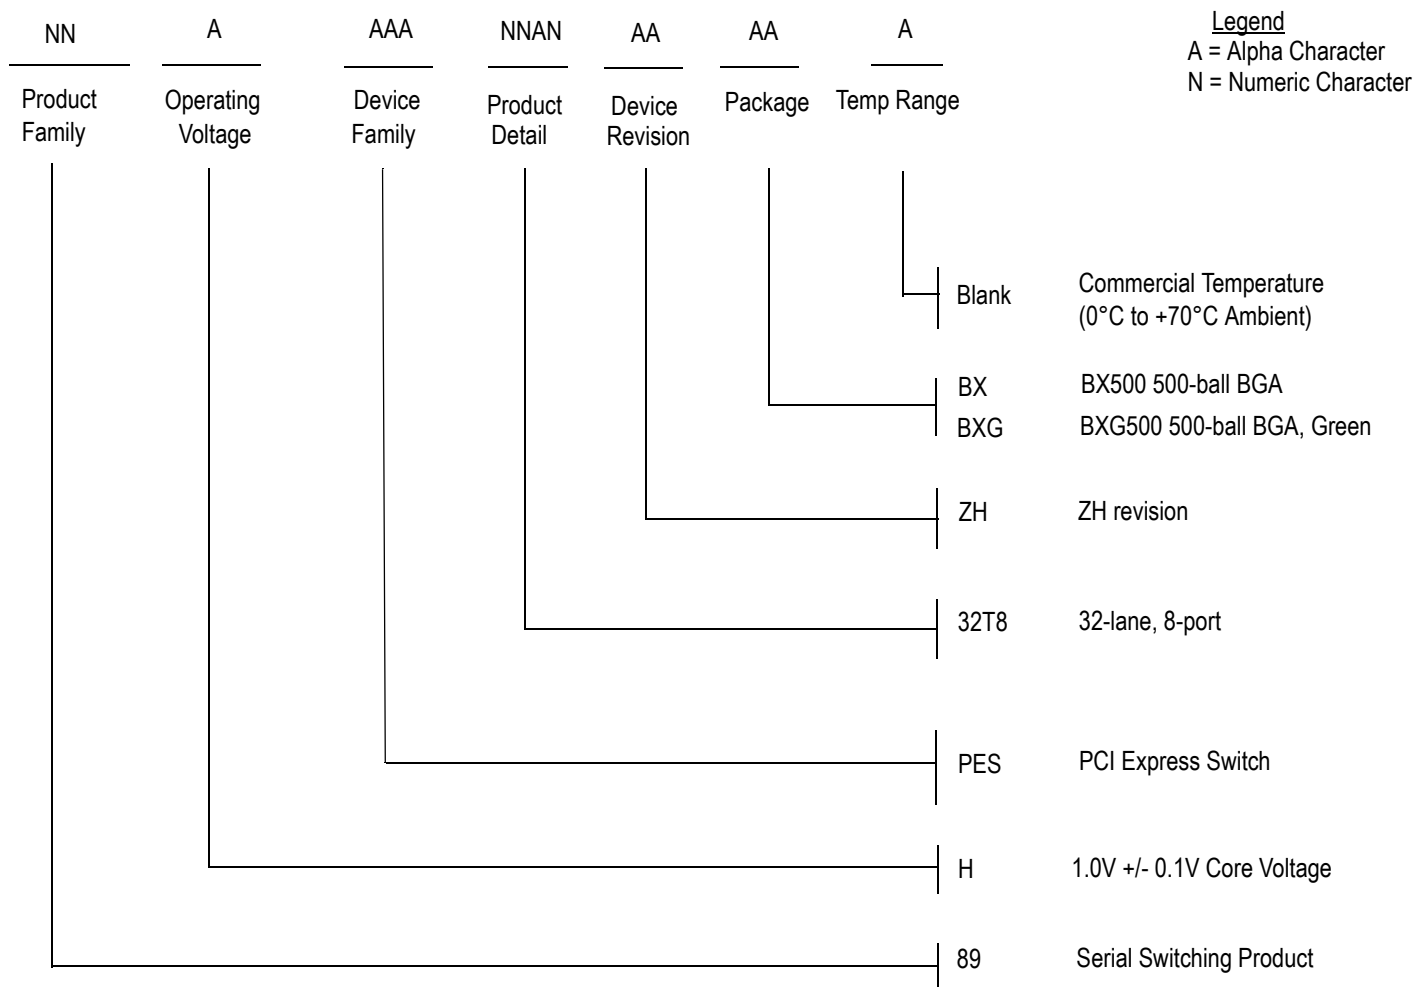 NN A AAA NNAN AA AA A
Legend
A = Alpha Character
N = Numeric Character
Product
Family
Operating
Voltage
Device
Family
Product
Detail
Device
Revision
Package
Temp Range
Blank Commercial Temperature
(0°C to +70°C Ambient)
BX BX500 500-ball BGA
BXG BXG500 500-ball BGA, Green
ZH ZH revision
32T8 32-lane, 8-port
PES PCI Express Switch
H 1.0V +/- 0.1V Core Voltage
89 Serial Switching Product